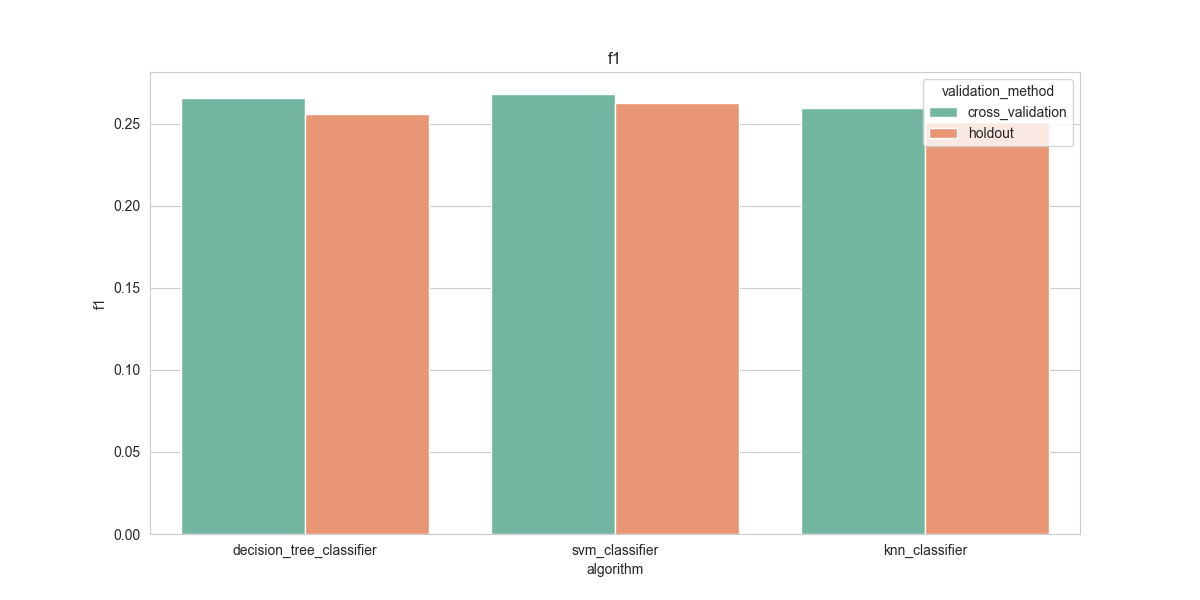 f1
validation_method
cross_validation
holdout
f1
0.25
0.20
0.15
0.10
0.05
0.00
decision_tree_classifier
svm_classifier
knn_classifier
algorithm